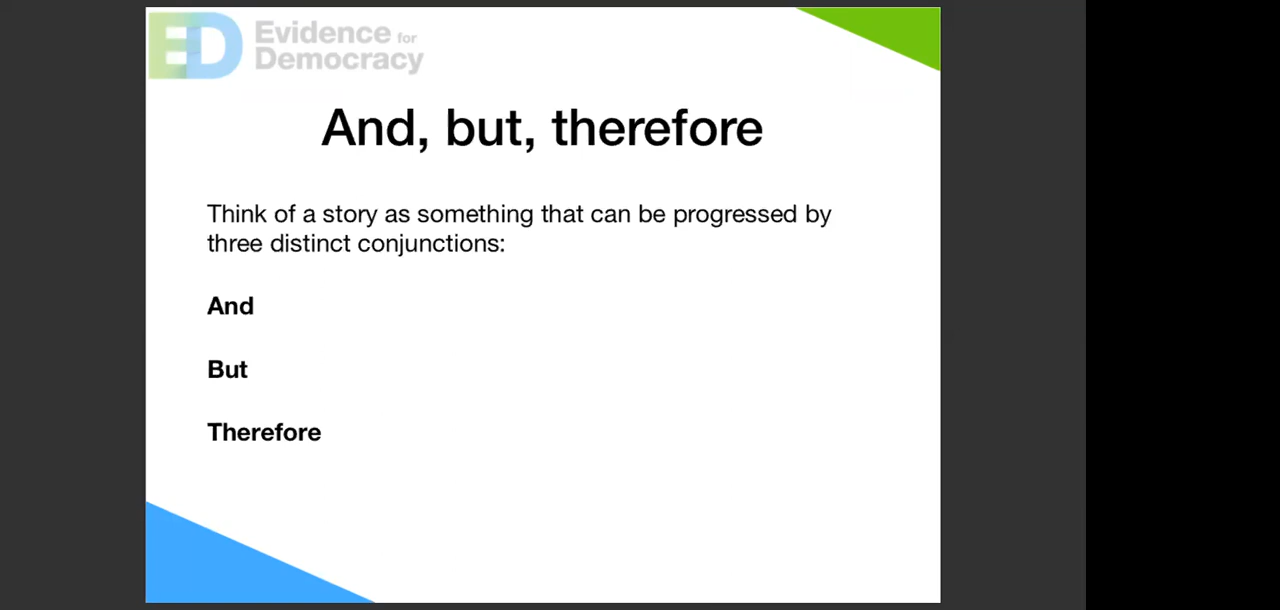 ED
Evidence for
Democracy
And, but, therefore
Think of a story as something that can be progressed by
three distinct conjunctions:
And
But
Therefore